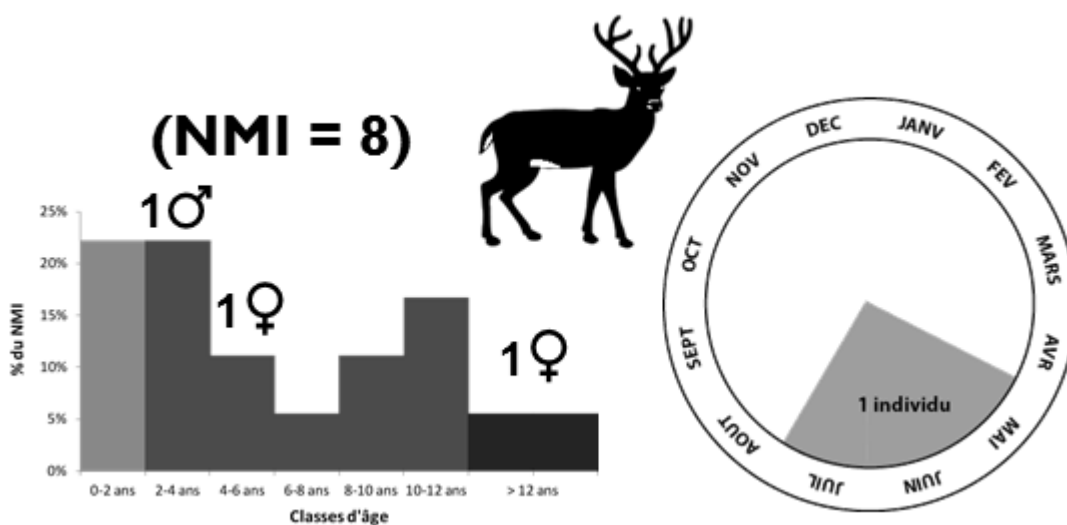 (NMI = 8)
1♂
1♀
1♀
25%
20%
15%
10%
5%
0%
% du NMI
0-2 ans
2-4 ans
4-6 ans
6-8 ans
8-10 ans
10-12 ans
> 12 ans
Classes d'âge
JANV
FEV
MARS
AVR
MAI
JUIN
JUIL
AOUT
SEPT
OCT
NOV
DEC
1 individu